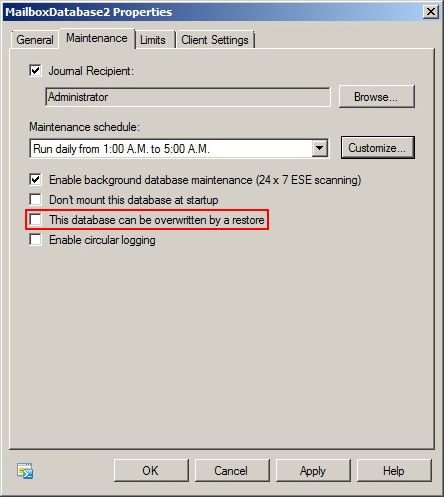 MailboxDatabase2 Properties
General Maintenance Limits Client Settings
Journal Recipient:
Administrator Browse...
Maintenance schedule:
Run daily from 1:00 A.M. to 5:00 A.M. Customize...
Enable background database maintenance (24 x 7 ESE scanning)
Don't mount this database at startup
This database can be overwritten by a restore
Enable circular logging
OK Cancel Apply Help